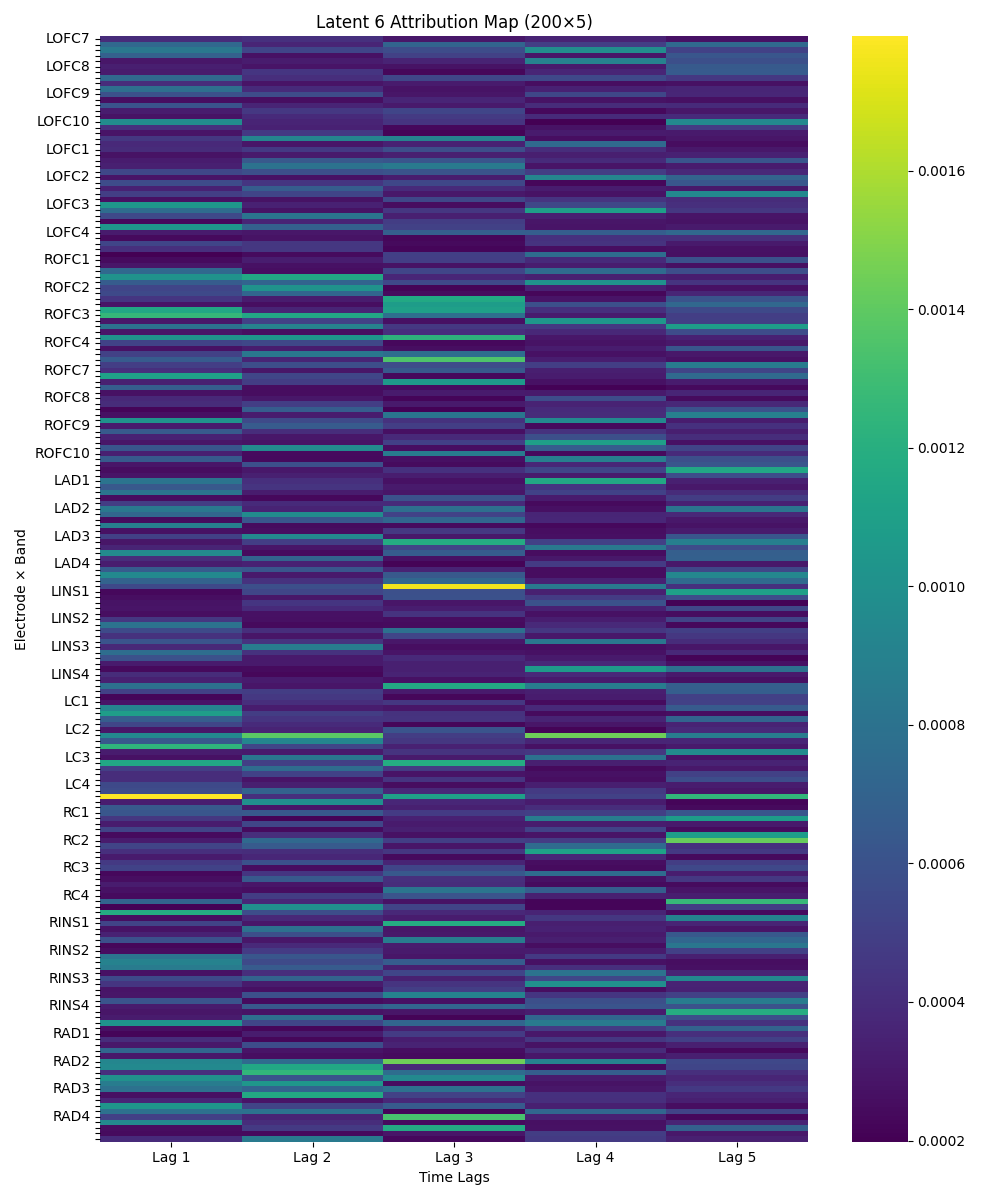 Latent 6 Attribution Map (200×5)
LOFC7
LOFC8
LOFC9
LOFC10
LOFC1
LOFC2
LOFC3
LOFC4
ROFC1
ROFC2
ROFC3
ROFC4
ROFC7
ROFC8
ROFC9
ROFC10
LAD1
LAD2
LAD3
LAD4
LINS1
LINS2
LINS3
LINS4
LC1
LC2
LC3
LC4
RC1
RC2
RC3
RC4
RINS1
RINS2
RINS3
RINS4
RAD1
RAD2
RAD3
RAD4
Electrode × Band
Lag 1 Lag 2 Lag 3 Lag 4 Lag 5
Time Lags
0.0016
0.0014
0.0012
0.0010
0.0008
0.0006
0.0004
0.0002